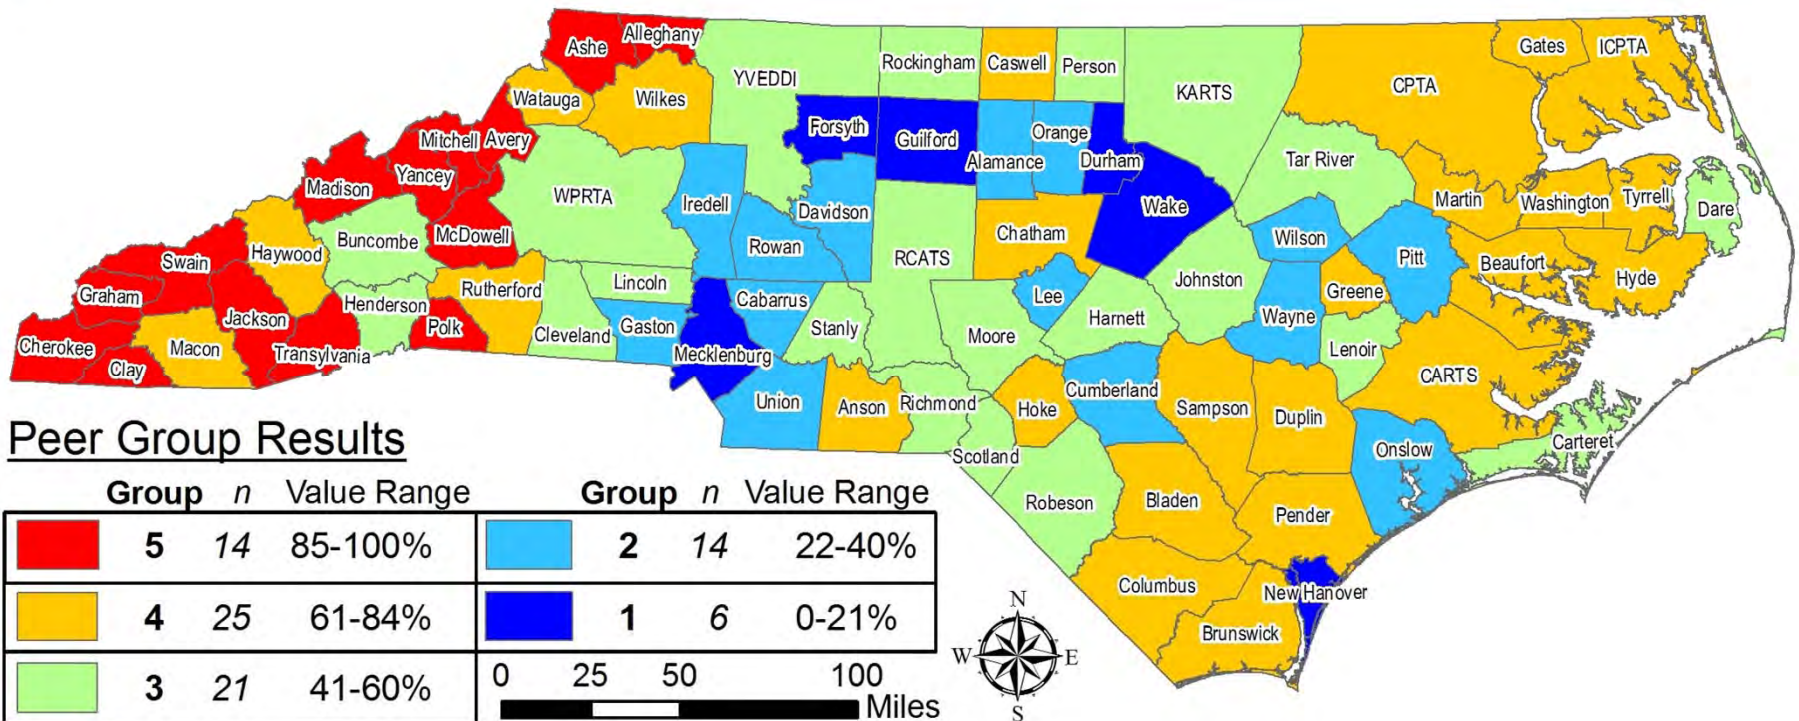 Ashe
Alleghany
YVEDDI
Rockingham
Caswell
Person
KARTS
CPTA
Gates
ICPTA
Watauga
Wilkes
Forsyth
Guilford
Alamance
Orange
Durham
Wake
Tar River
Mitchell
Avery
Yancey
Madison
McDowell
WPRTA
Iredell
Davidson
Rowan
Chatham
RCATS
Martin
Washington
Tyrrell
Dare
Wilson
Pitt
Beaufort
Hyde
Greene
Buncombe
Haywood
Swain
Graham
Jackson
Cherokee
Clay
Macon
Transylvania
Henderson
Polk
Rutherford
Cleveland
Lincoln
Gaston
Mecklenburg
Cabarrus
Stanly
Moore
Lee
Harnett
Johnston
Wayne
Lenoir
CARTS
Union
Anson
Richmond
Scotland
Hoke
Cumberland
Sampson
Duplin
Onslow
Carteret
Robeson
Bladen
Pender
Columbus
New Hanover
Brunswick
Peer Group Results
Group n Value Range Group n Value Range
5 14 85-100% 2 14 22-40%
4 25 61-84% 1 6 0-21%
3 21 41-60%
0 25 50 100
Miles
N
W E
S